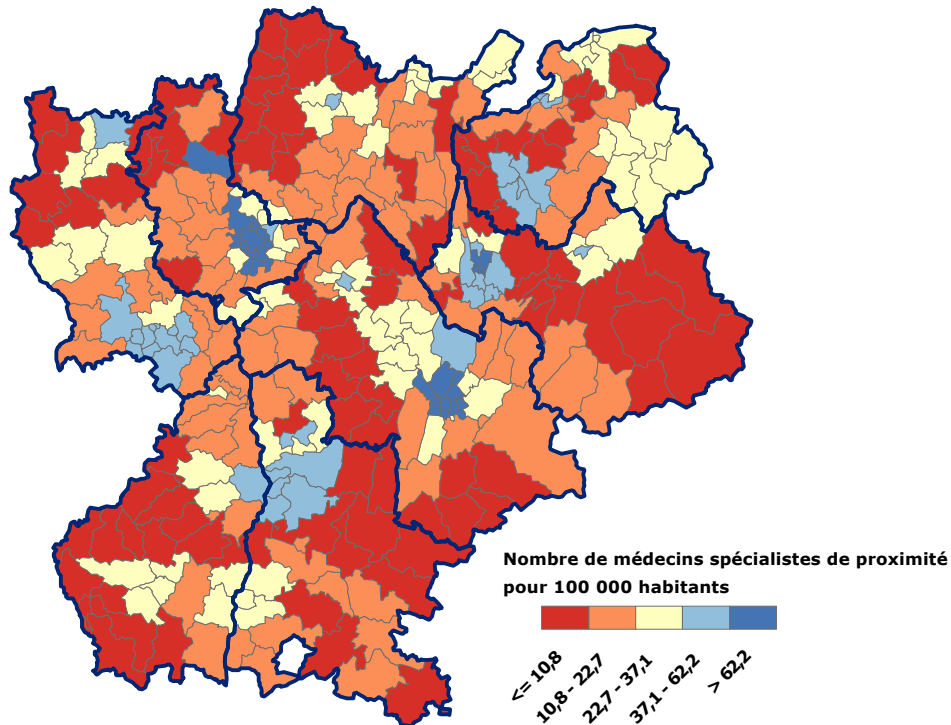 Nombre de médecins spécialistes de proximité
pour 100 000 habitants
<= 10,8
10,8 - 22,7
22,7 - 37,1
37,1 - 62,2
> 62,2